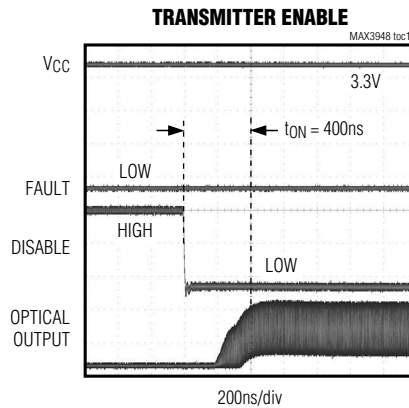 TRANSMITTER ENABLE
MAX3948 toc1
VCC
3.3V
tON = 400ns
FAULT
LOW
HIGH
DISABLE
LOW
OPTICAL
OUTPUT
200ns/div